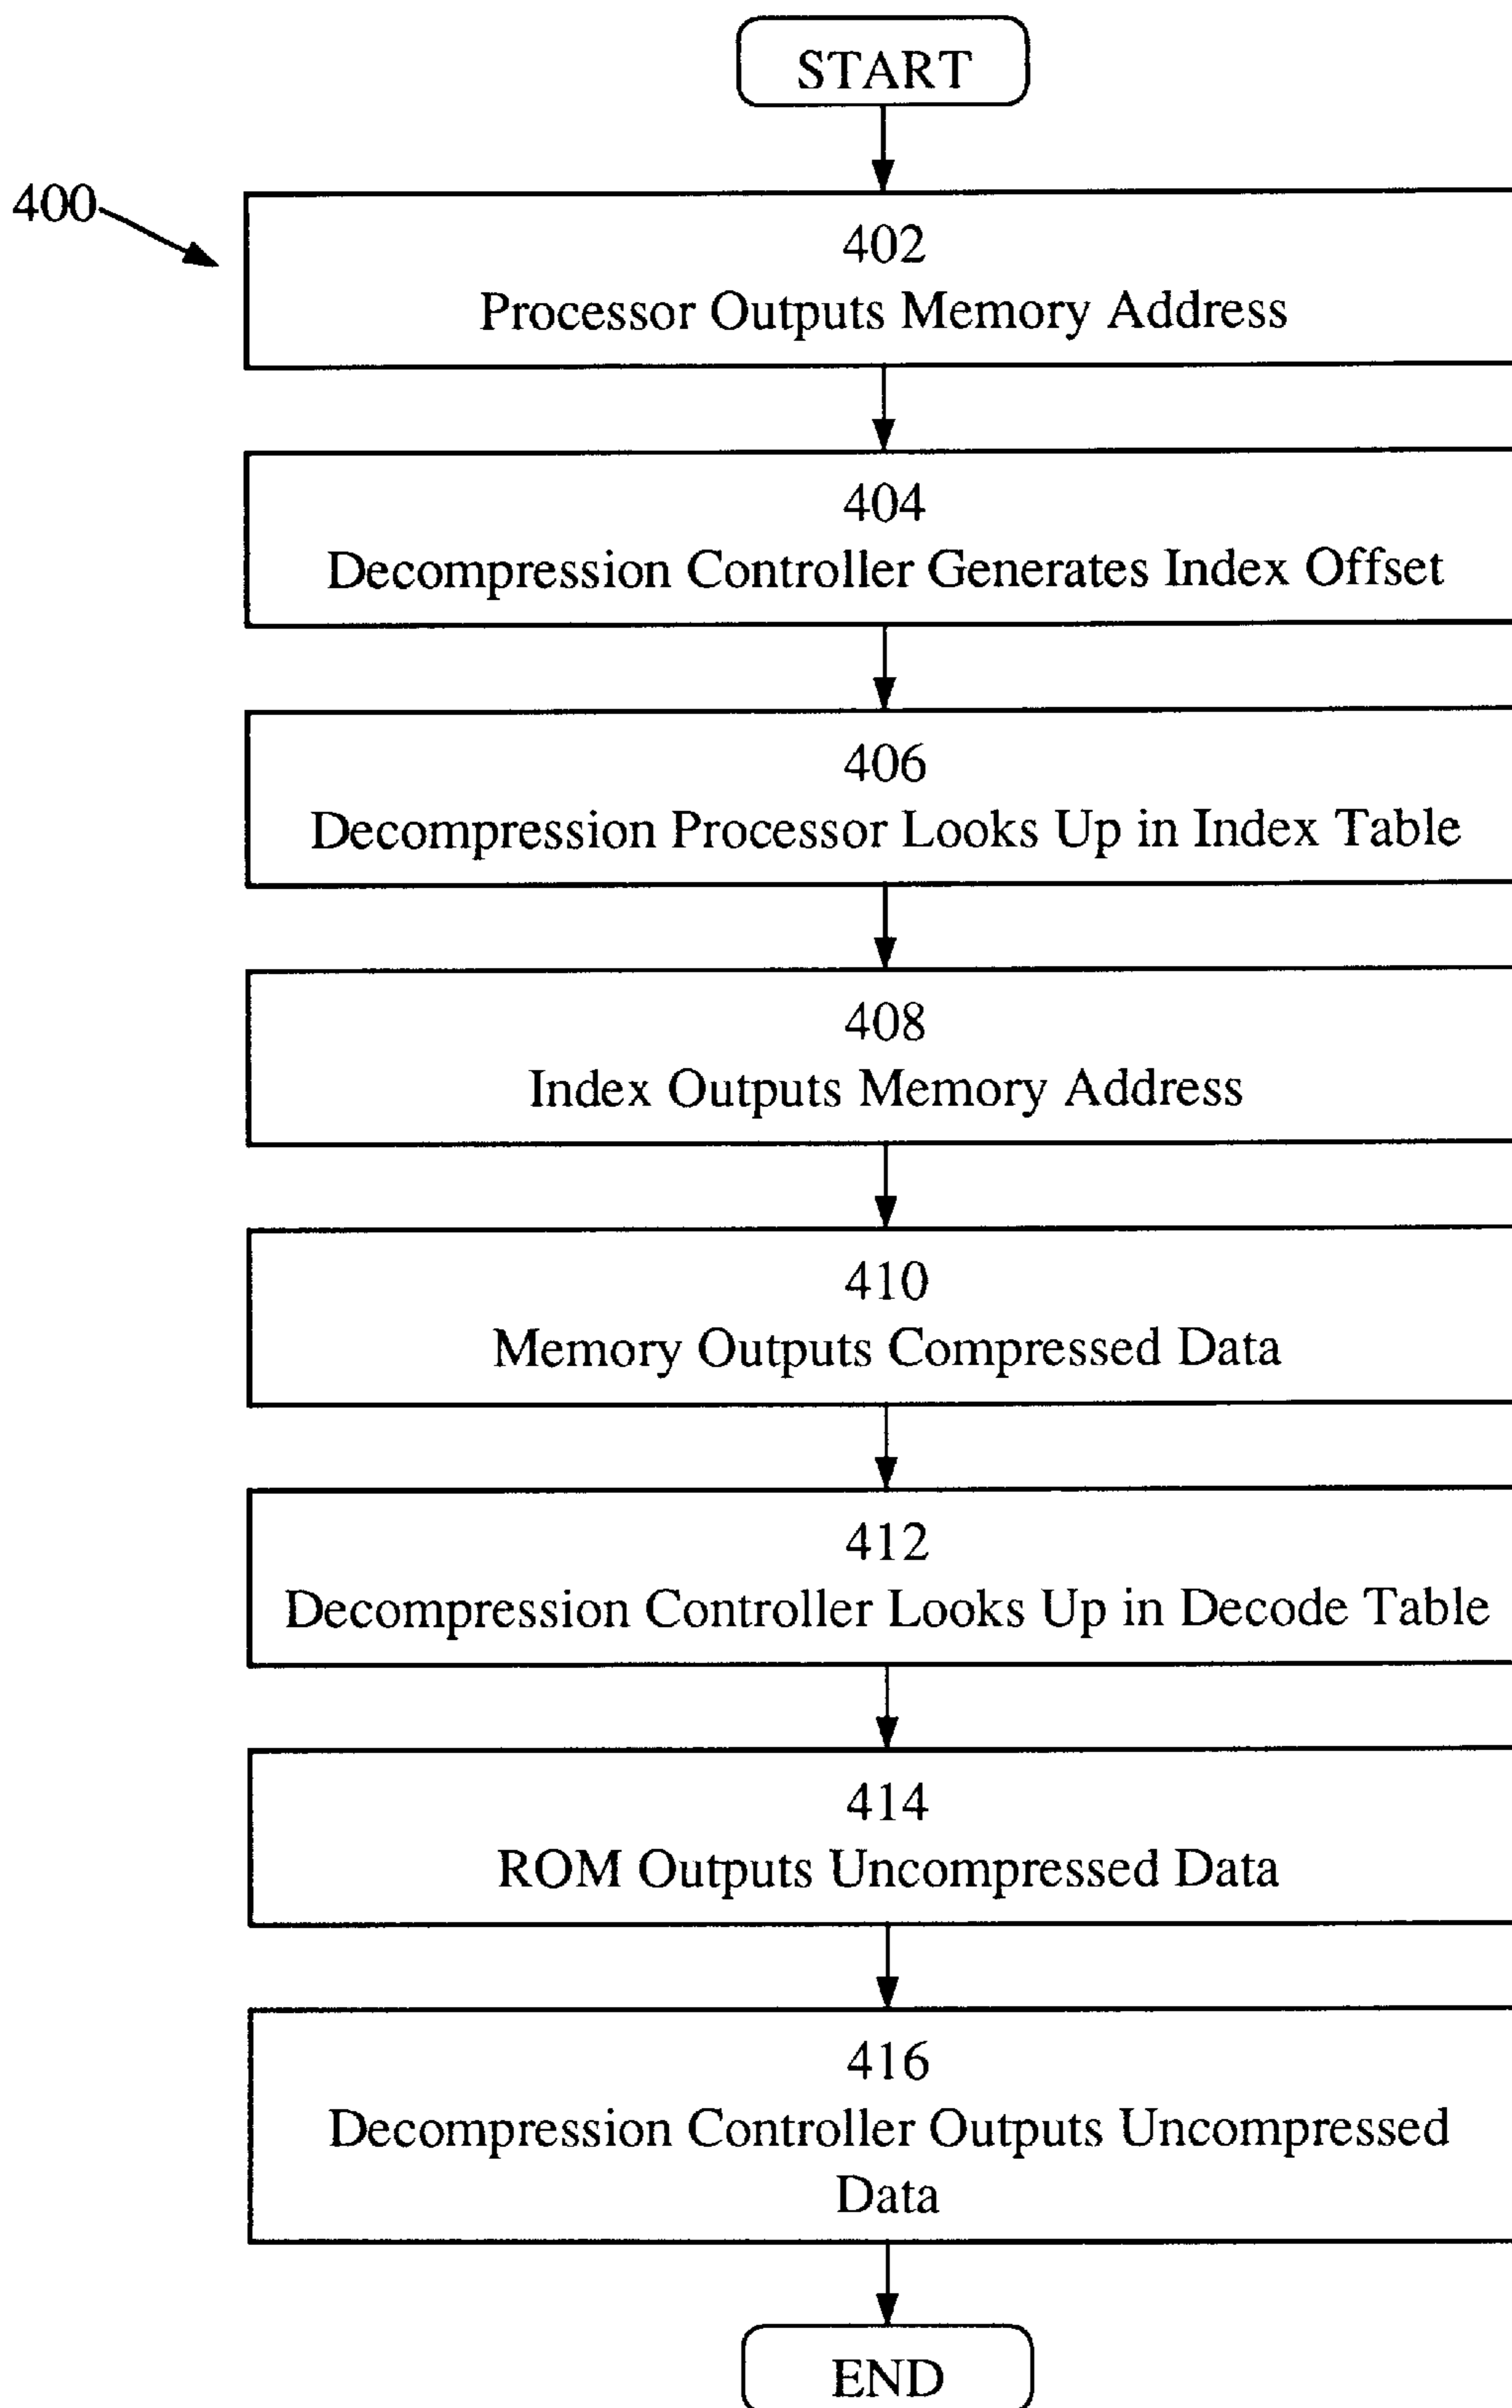 START
400
402
Processor Outputs Memory Address
404
Decompression Controller Generates Index Offset
406
Decompression Processor Looks Up in Index Table
408
Index Outputs Memory Address
410
Memory Outputs Compressed Data
412
Decompression Controller Looks Up in Decode Table
414
ROM Outputs Uncompressed Data
416
Decompression Controller Outputs Uncompressed
Data
END